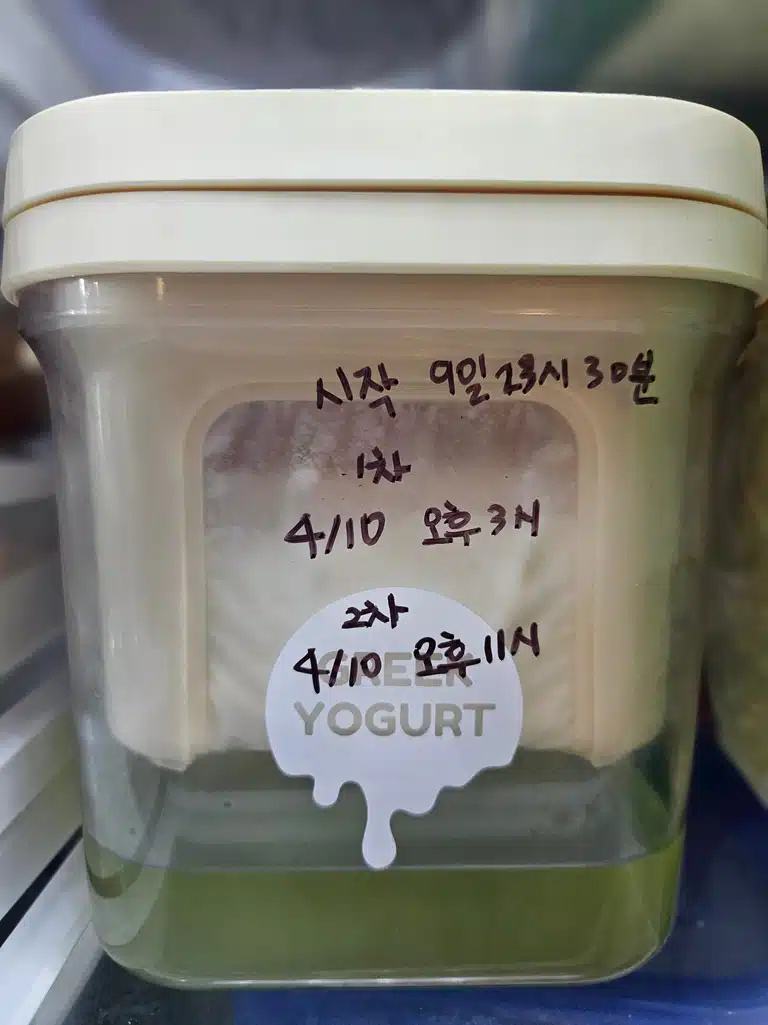 시작 9일 23시 30분
1차
4/10 오후 3시
2차
4/10 오후 11시
GREEK
YOGURT